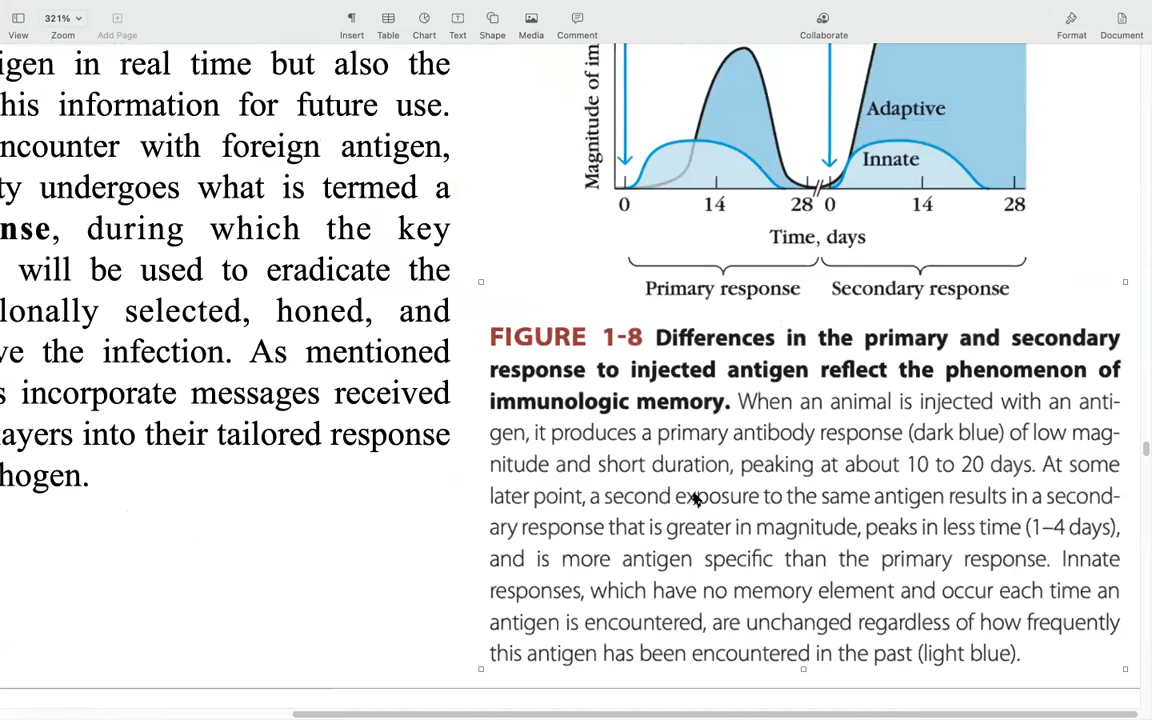 321%
View
Zoom
Add Page
Insert
Table
Chart
Text
Shape
Media
Comment
Collaborate
Format
Document
igen in real time but also the
his information for future use.
ncounter with foreign antigen,
ty undergoes what is termed a
nse, during which the key
will be used to eradicate the
lonally selected, honed, and
ve the infection. As mentioned
s incorporate messages received
layers into their tailored response
hogen.
Magnitude of im
Adaptive
Innate
0 14 28 0 14 28
Time, days
Primary response Secondary response
FIGURE 1-8 Differences in the primary and secondary
response to injected antigen reflect the phenomenon of
immunologic memory. When an animal is injected with an anti-
gen, it produces a primary antibody response (dark blue) of low mag-
nitude and short duration, peaking at about 10 to 20 days. At some
later point, a second exposure to the same antigen results in a second-
ary response that is greater in magnitude, peaks in less time (1–4 days),
and is more antigen specific than the primary response. Innate
responses, which have no memory element and occur each time an
antigen is encountered, are unchanged regardless of how frequently
this antigen has been encountered in the past (light blue).